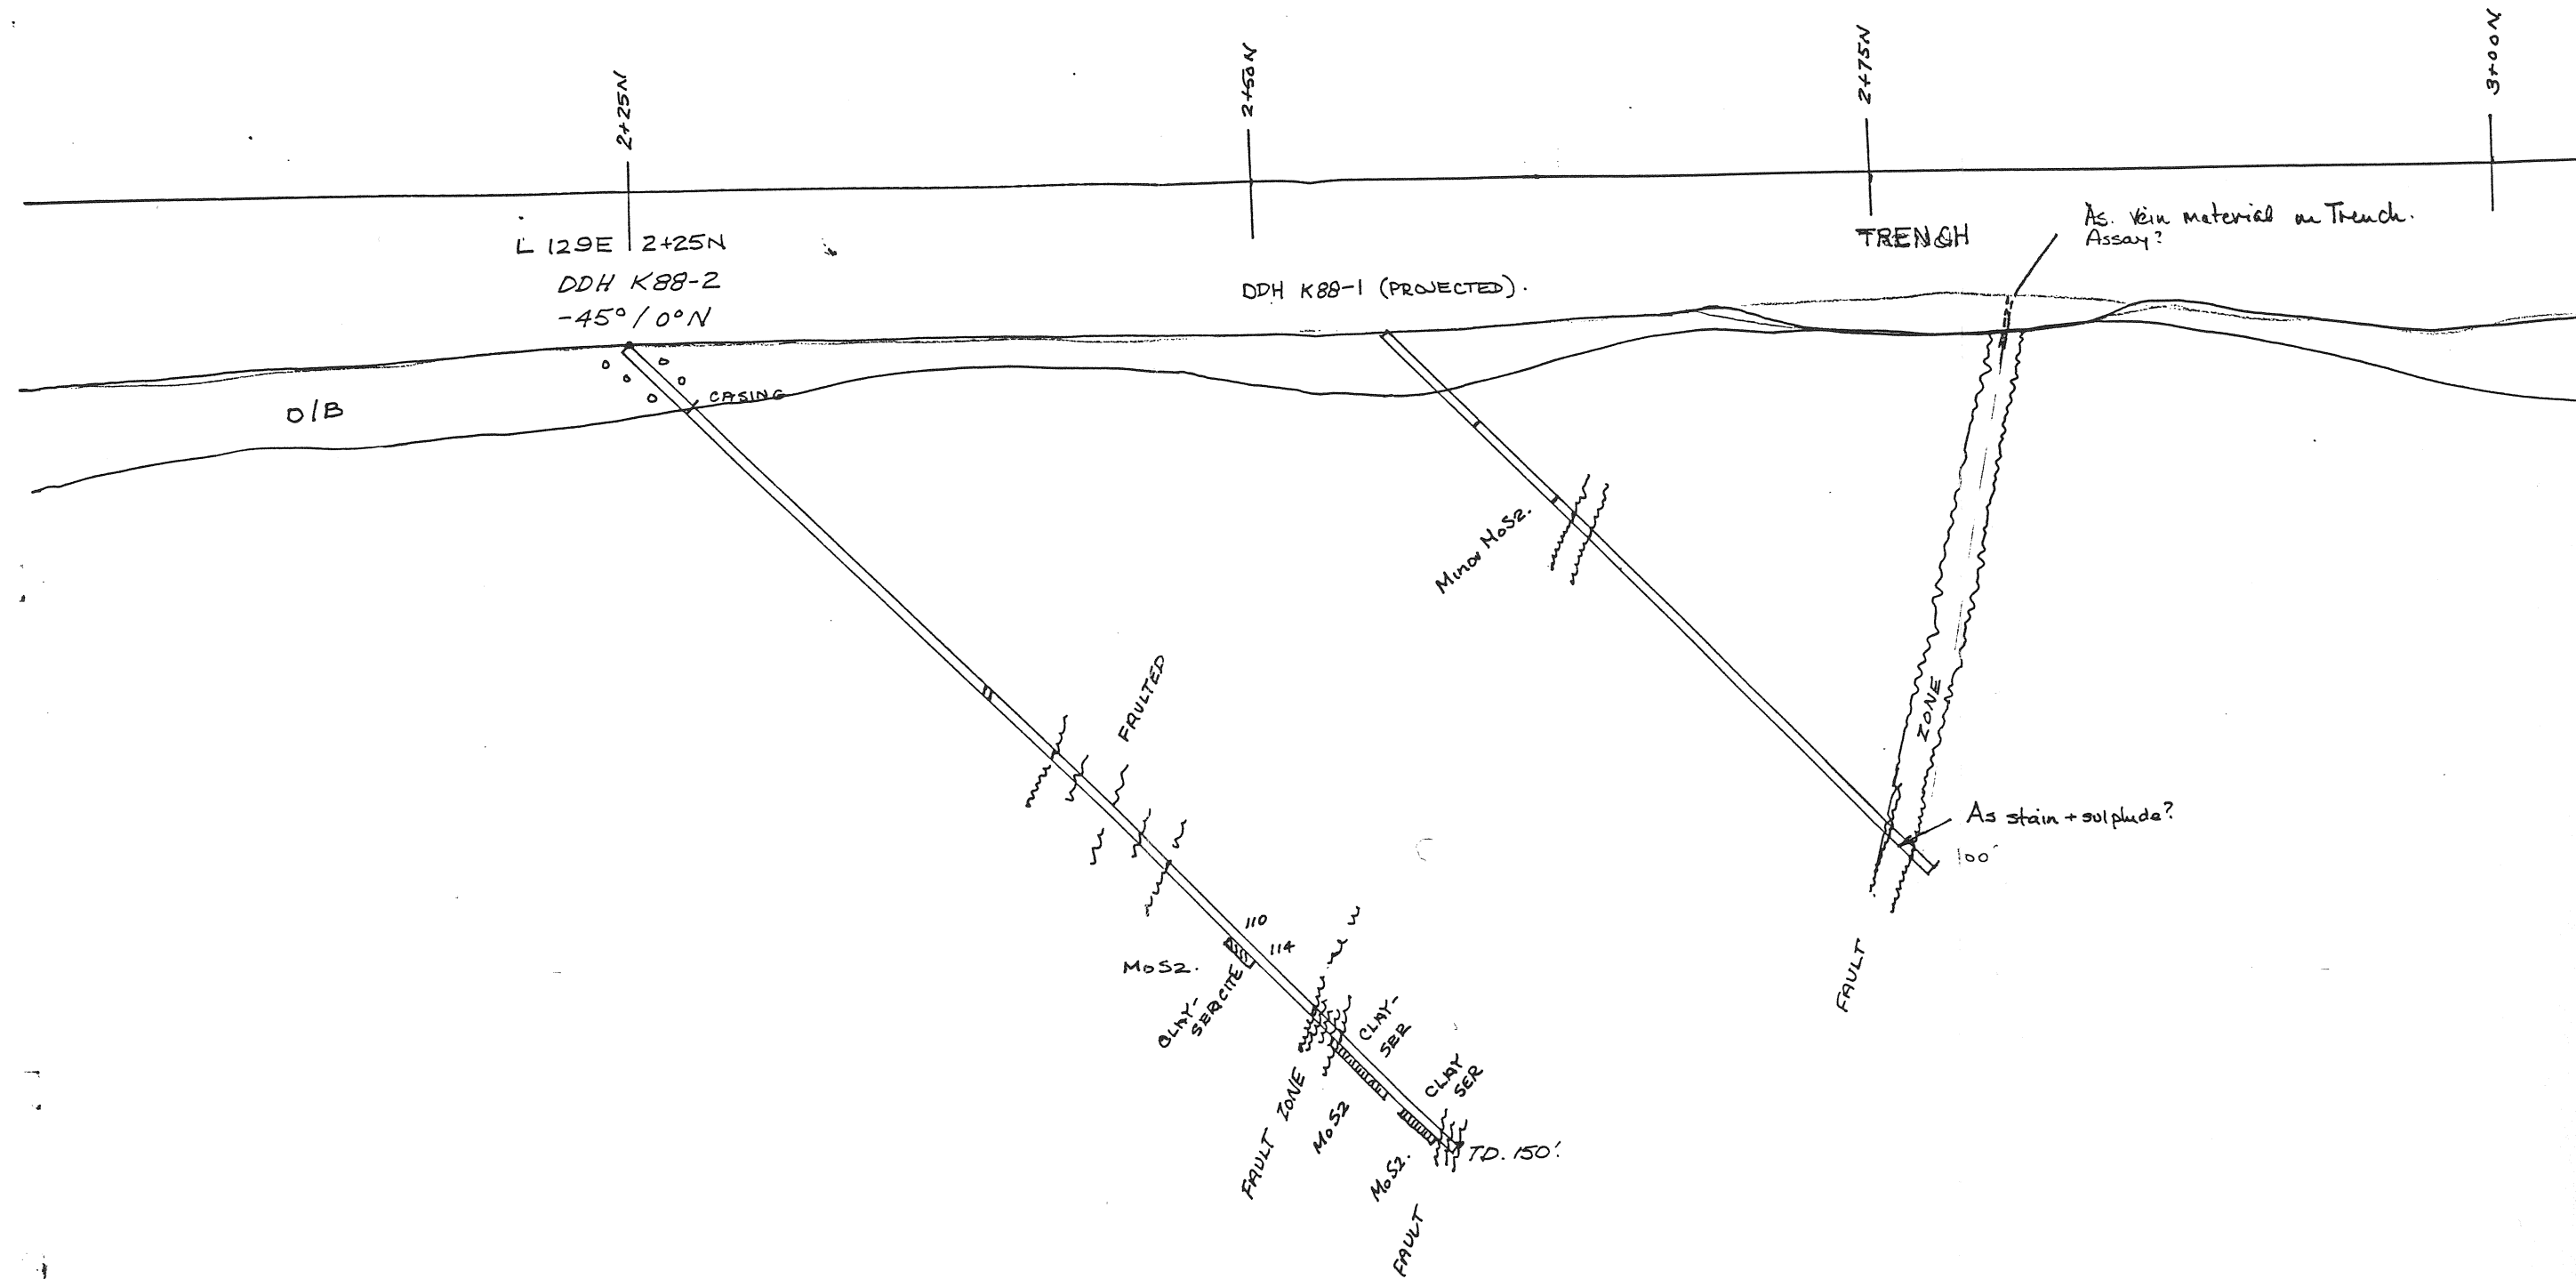 2+25N
2+50N
2+75N
3+00N
L 129E 2+25N
DDH K88-2
-45°/0°N
DDH K88-1 (PROJECTED).
TRENCH
As. vein material on Trench.
Assay?
O/B
CASING
Minor MoS2.
FAULTED
ZONE
As stain + sulphide?
100'
FAULT
110
114
MoS2.
CLAY-
SERCITE
CLAY-
SER
CLAY
SER
FAULT ZONE
MoS2
MoS2.
TD. 150'.
FAULT